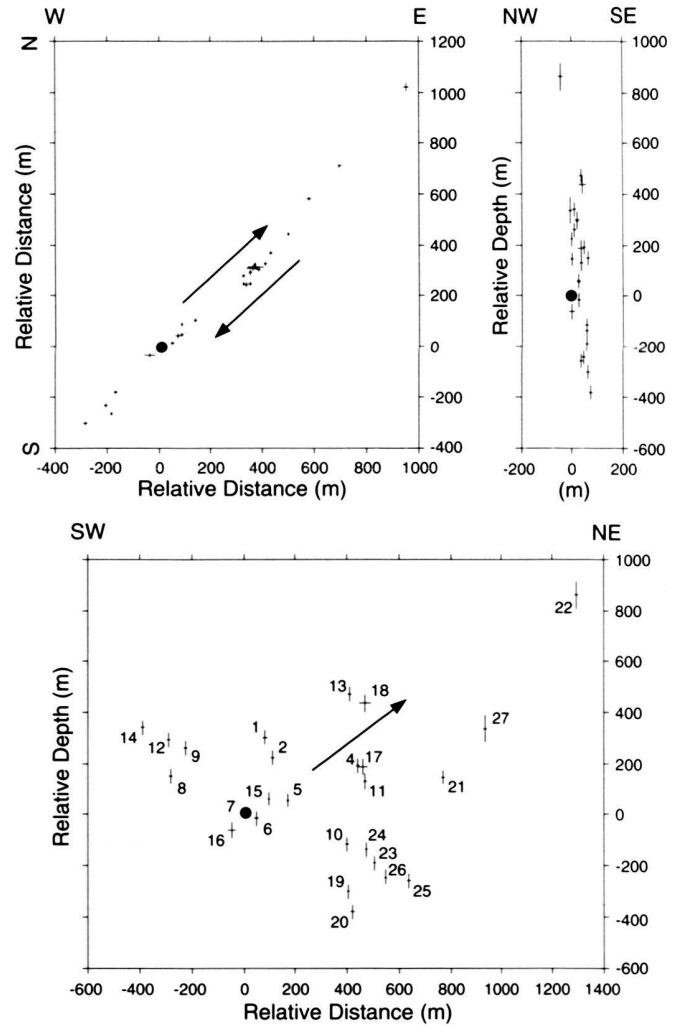 W E
N
S
Relative Distance (m)
1200
1000
800
600
400
200
0
-200
-400
-400 -200 0 200 400 600 800 1000
Relative Distance (m)
NW SE
Relative Depth (m)
1000
800
600
400
200
0
-200
-400
-600
-200 0 200
(m)
SW NE
Relative Depth (m)
1000
800
600
400
200
0
-200
-400
-600
22
13 18
27
14 12 9 1 2
4 17
8 11 21
7 15 5
16 6
10 24
23
19 26
25
20
-600 -400 -200 0 200 400 600 800 1000 1200 1400
Relative Distance (m)